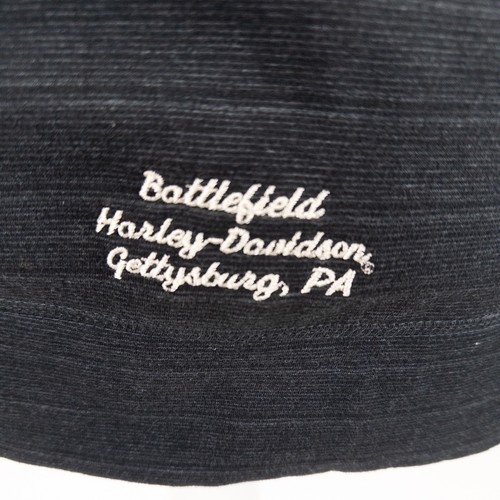 Battlefield
Harley-Davidson®
Gettysburg, PA